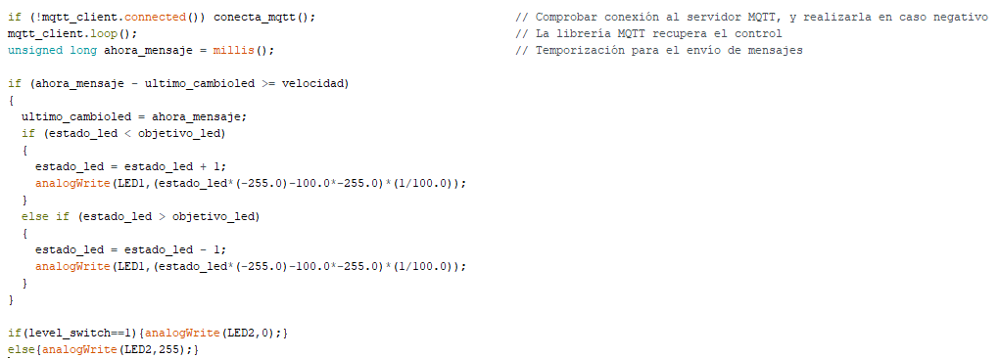 if (!mqtt_client.connected()) conecta_mqtt(); // Comprobar conexión al servidor MQTT, y realizarla en caso negativo
mqtt_client.loop(); // La librería MQTT recupera el control
unsigned long ahora_mensaje = millis(); // Temporización para el envío de mensajes
if (ahora_mensaje - ultimo_cambioled >= velocidad)
{
ultimo_cambioled = ahora_mensaje;
if (estado_led < objetivo_led)
{
estado_led = estado_led + 1;
analogWrite(LED1,(estado_led*(-255.0)-100.0*-255.0)*(1/100.0));
}
else if (estado_led > objetivo_led)
{
estado_led = estado_led - 1;
analogWrite(LED1,(estado_led*(-255.0)-100.0*-255.0)*(1/100.0));
}
}
if(level_switch==1){analogWrite(LED2,0);}
else{analogWrite(LED2,255);}